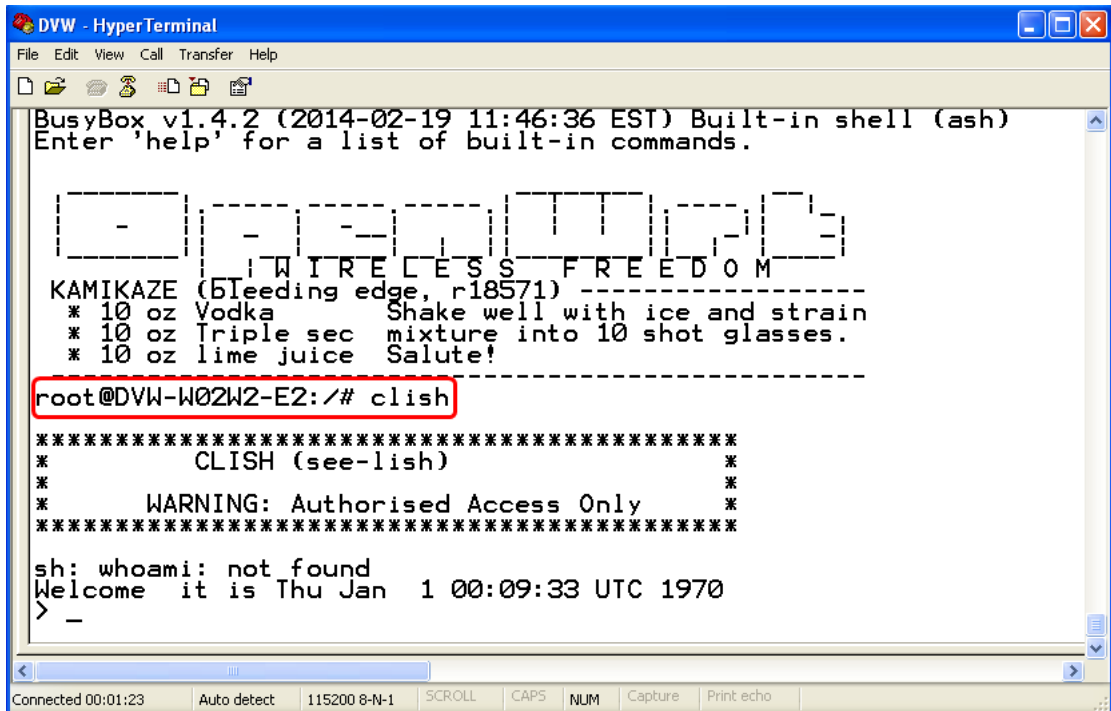 DVW - HyperTerminal
File Edit View Call Transfer Help
BusyBox v1.4.2 (2014-02-19 11:46:36 EST) Built-in shell (ash)
Enter 'help' for a list of built-in commands.
OpenWrt
W I R E L E S S   F R E E D O M
KAMIKAZE (bleeding edge, r18571) ------------------
* 10 oz Vodka       Shake well with ice and strain
* 10 oz Triple sec  mixture into 10 shot glasses.
* 10 oz lime juice  Salute!
---------------------------------------------------
root@DVW-W02W2-E2:/# clish
********************************************
*         CLISH (see-lish)                 *
*                                          *
*      WARNING: Authorised Access Only     *
********************************************
sh: whoami: not found
Welcome  it is Thu Jan  1 00:09:33 UTC 1970
> _
Connected 00:01:23 Auto detect 115200 8-N-1 SCROLL CAPS NUM Capture Print echo